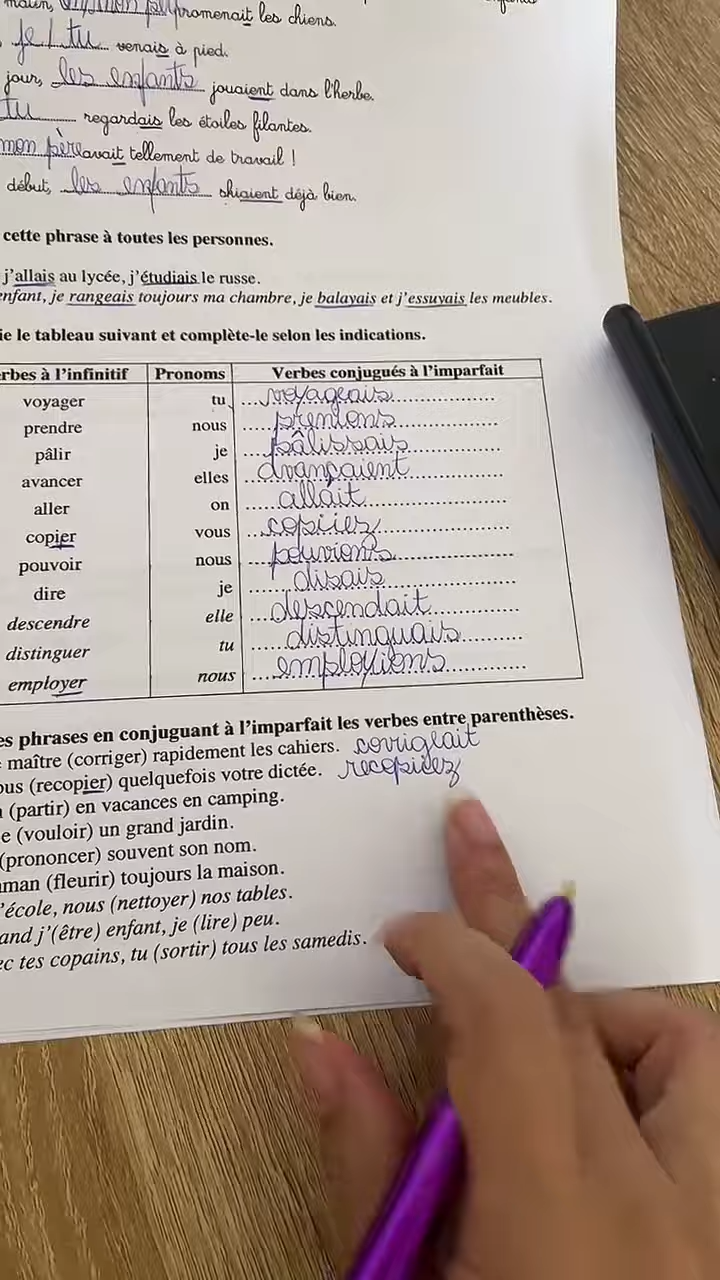 promenait les chiens.
je / tu venais à pied.
jour, les enfants jouaient dans l'herbe.
tu regardais les étoiles filantes.
mon père avait tellement de travail !
début, les enfants skiaient déjà bien.
cette phrase à toutes les personnes.
j'allais au lycée, j'étudiais le russe.
enfant, je rangeais toujours ma chambre, je balayais et j'essuyais les meubles.
le tableau suivant et complète-le selon les indications.
rbes à l'infinitif Pronoms Verbes conjugués à l'imparfait
voyager tu voyageais
prendre nous prenions
pâlir je pâlissais
avancer elles avançaient
aller on allait
copier vous copiiez
pouvoir nous pouvions
dire je disais
descendre elle descendait
distinguer tu distinguais
employer nous employions
es phrases en conjuguant à l'imparfait les verbes entre parenthèses.
maître (corriger) rapidement les cahiers. corrigeait
ous (recopier) quelquefois votre dictée. recopiiez
(partir) en vacances en camping.
e (vouloir) un grand jardin.
(prononcer) souvent son nom.
man (fleurir) toujours la maison.
'école, nous (nettoyer) nos tables.
and j'(être) enfant, je (lire) peu.
ec tes copains, tu (sortir) tous les samedis.